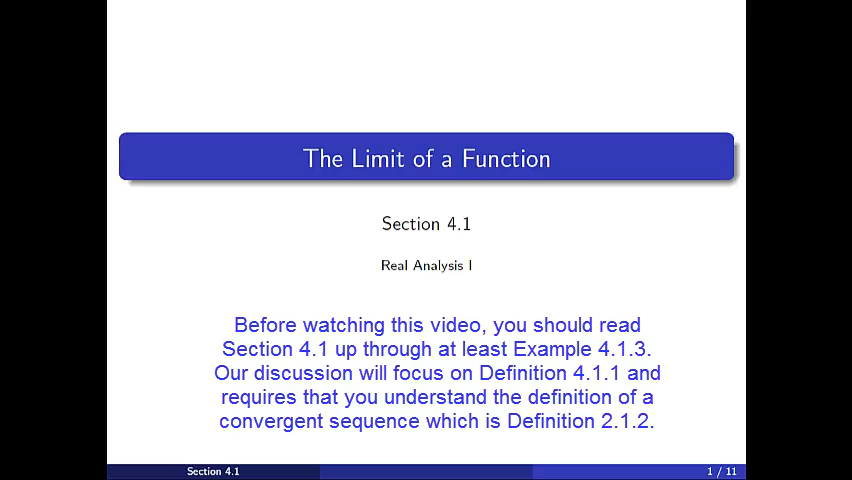 The Limit of a Function
Section 4.1
Real Analysis I
Before watching this video, you should read
Section 4.1 up through at least Example 4.1.3.
Our discussion will focus on Definition 4.1.1 and
requires that you understand the definition of a
convergent sequence which is Definition 2.1.2.
Section 4.1
1 / 11